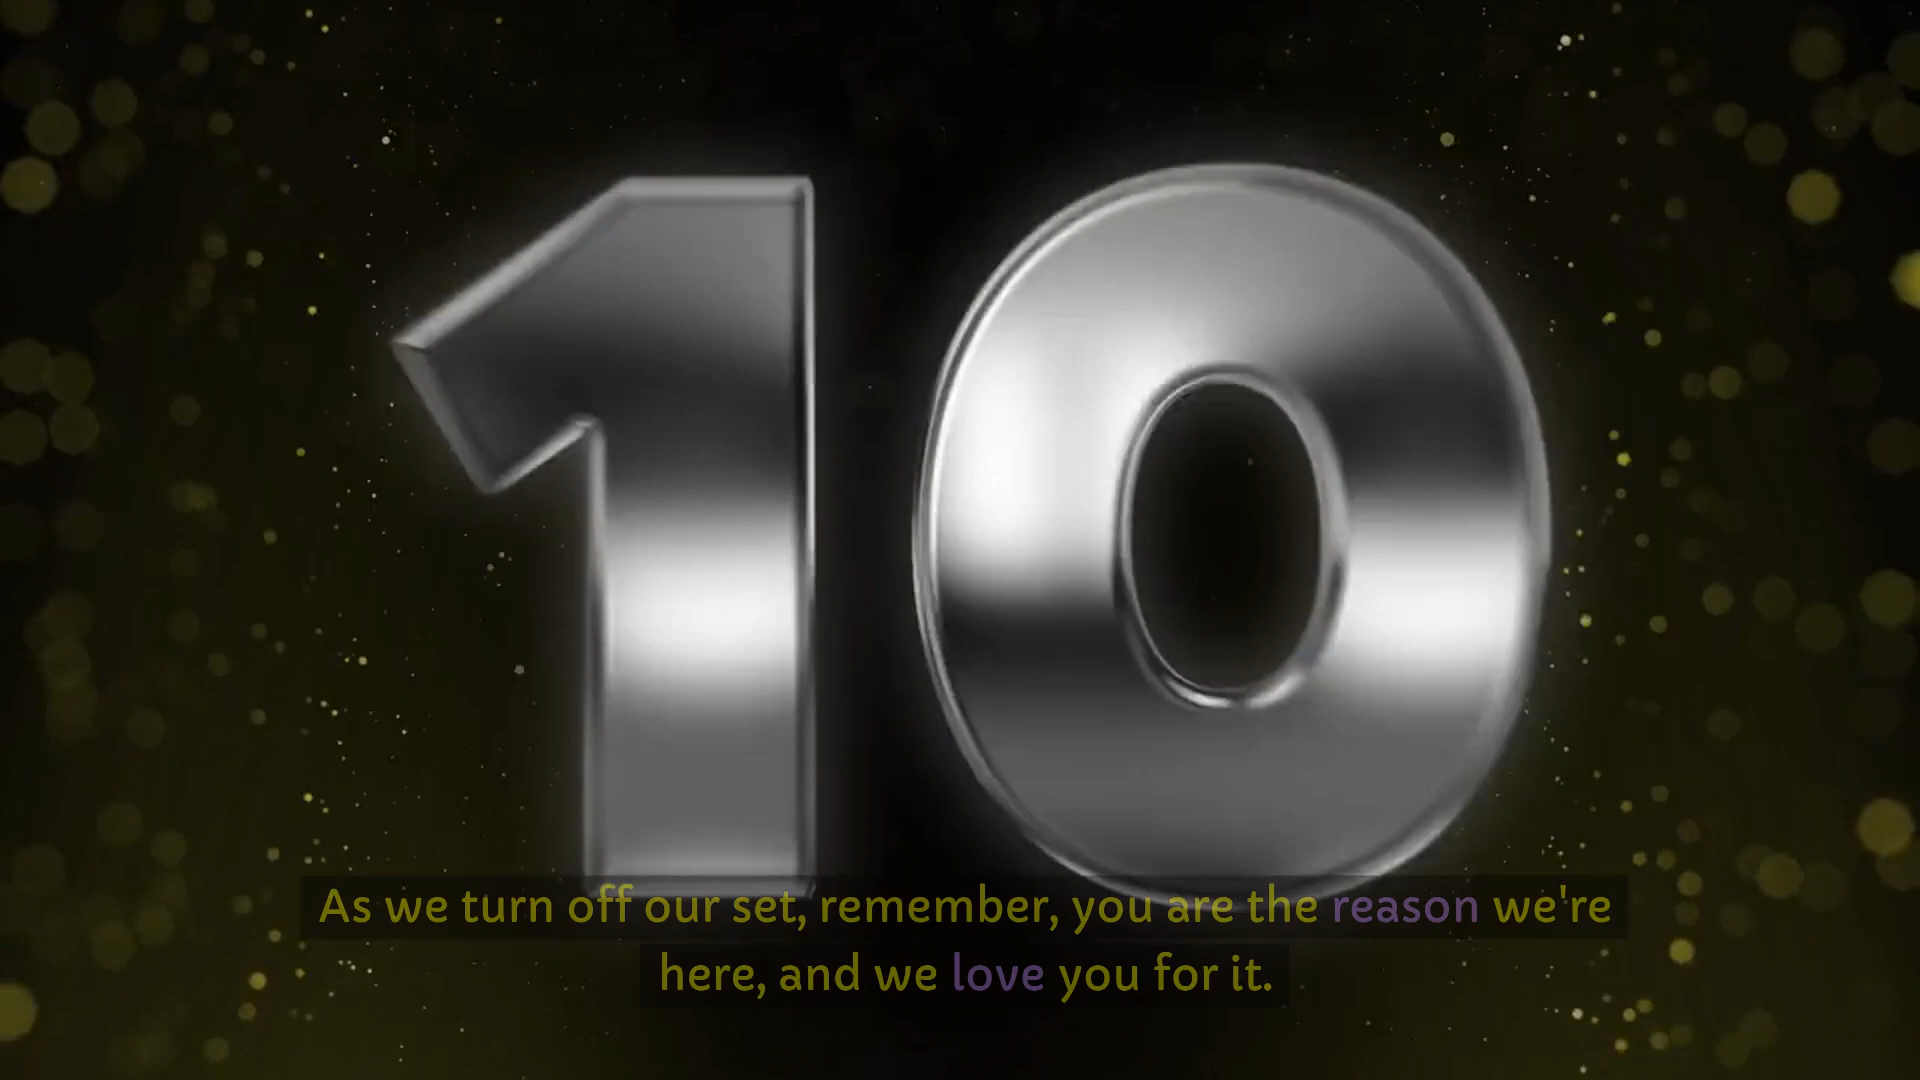 10
As we turn off our set, remember, you are the reason we're
here, and we love you for it.